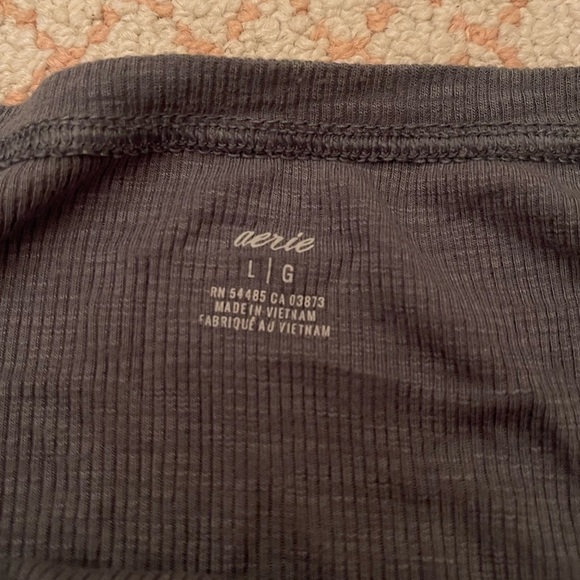 aerie
L | G
RN 54485 CA 03873
MADE IN VIETNAM
FABRIQUÉ AU VIETNAM